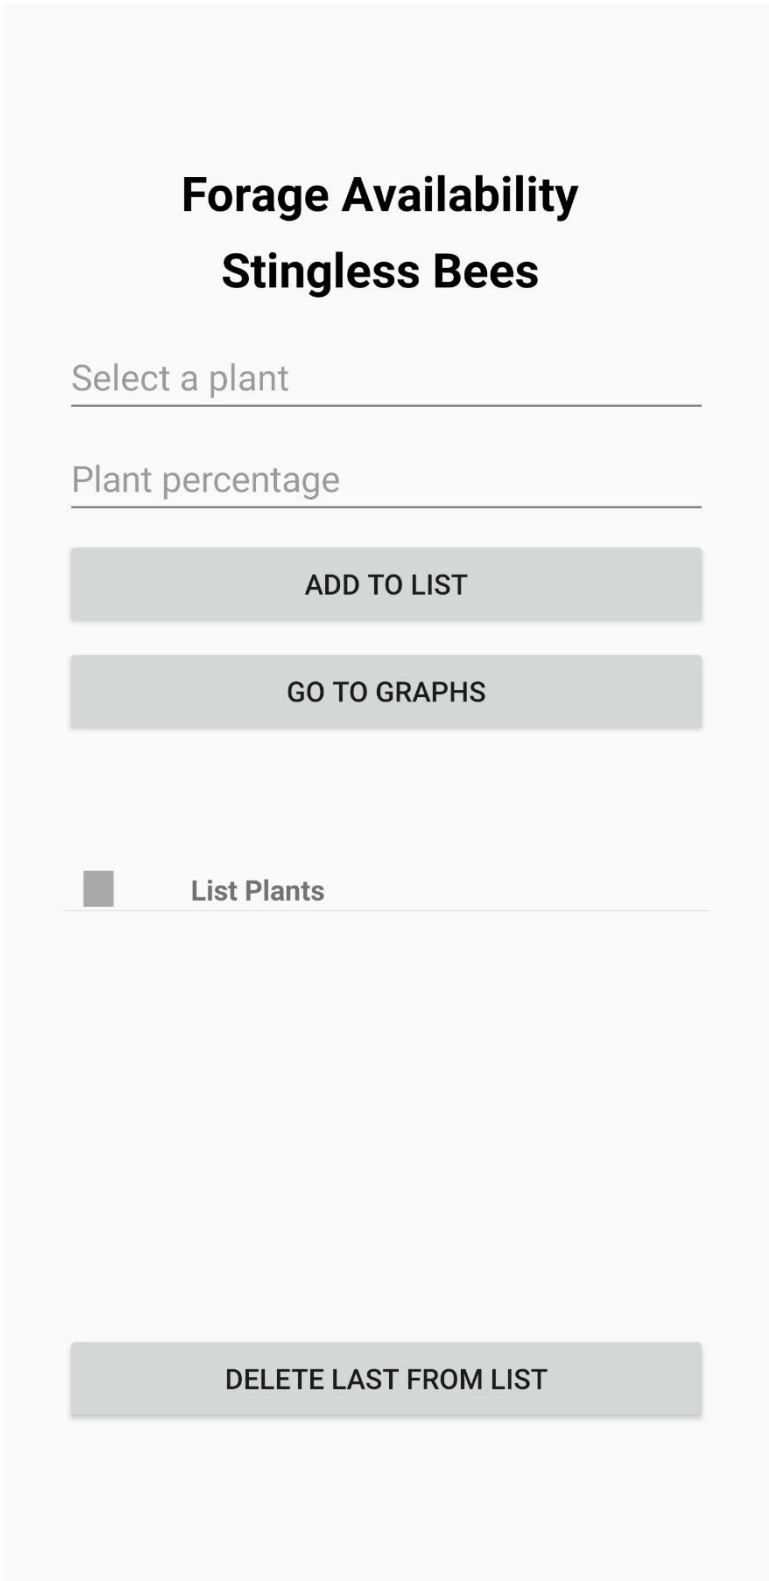 Forage Availability
Stingless Bees
Select a plant
Plant percentage
ADD TO LIST
GO TO GRAPHS
List Plants
DELETE LAST FROM LIST